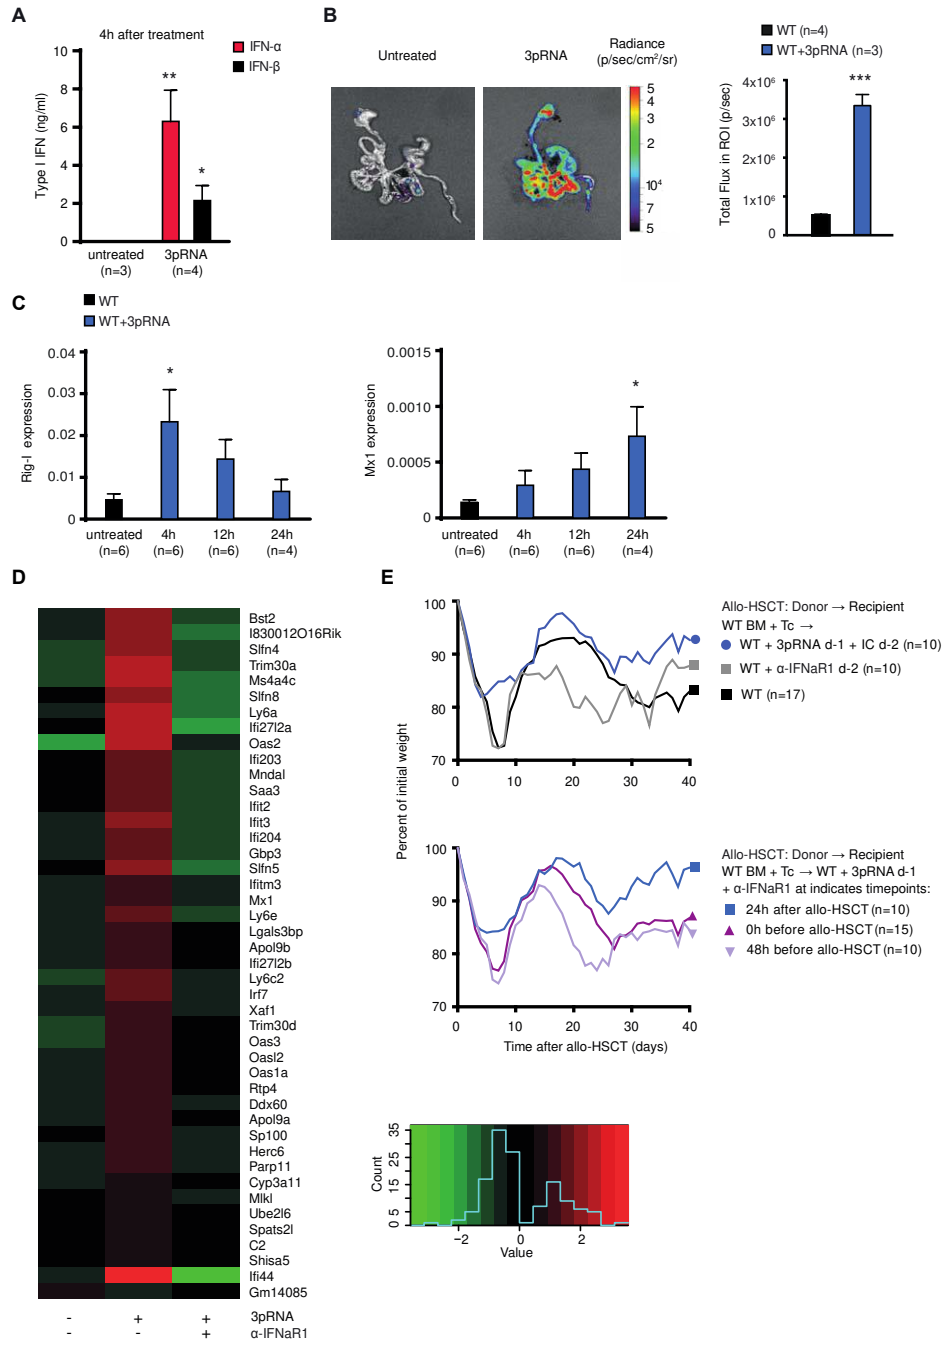 A
4h after treatment
IFN-α
IFN-β
Type I IFN (ng/ml)
10
8
6
4
2
0
**
*
untreated
(n=3)
3pRNA
(n=4)
B
Untreated
3pRNA
Radiance
(p/sec/cm²/sr)
5
4
3
2
10⁴
7
5
WT (n=4)
WT+3pRNA (n=3)
Total Flux in ROI (p/sec)
4x10⁶
3x10⁶
2x10⁶
1x10⁶
0
***
C
WT
WT+3pRNA
Rig-I expression
0.04
0.03
0.02
0.01
0
*
untreated
(n=6)
4h
(n=6)
12h
(n=6)
24h
(n=4)
Mx1 expression
0.0015
0.0010
0.0005
0
*
untreated
(n=6)
4h
(n=6)
12h
(n=6)
24h
(n=4)
D
Bst2
I830012O16Rik
Slfn4
Trim30a
Ms4a4c
Slfn8
Ly6a
Ifi27l2a
Oas2
Ifi203
Mndal
Saa3
Ifit2
Ifit3
Ifi204
Gbp3
Slfn5
Ifitm3
Mx1
Ly6e
Lgals3bp
Apol9b
Ifi27l2b
Ly6c2
Irf7
Xaf1
Trim30d
Oas3
Oasl2
Oas1a
Rtp4
Ddx60
Apol9a
Sp100
Herc6
Parp11
Cyp3a11
Mlkl
Ube2l6
Spats2l
C2
Shisa5
Ifi44
Gm14085
- + + 3pRNA
- - + α-IFNaR1
E
Percent of initial weight
100
90
80
70
0 10 20 30 40
Allo-HSCT: Donor → Recipient
WT BM + Tc →
WT + 3pRNA d-1 + IC d-2 (n=10)
WT + α-IFNaR1 d-2 (n=10)
WT (n=17)
100
90
80
70
0 10 20 30 40
Time after allo-HSCT (days)
Allo-HSCT: Donor → Recipient
WT BM + Tc → WT + 3pRNA d-1
+ α-IFNaR1 at indicates timepoints:
24h after allo-HSCT (n=10)
0h before allo-HSCT (n=15)
48h before allo-HSCT (n=10)
Count
35
25
15
0 5
−2 0 2
Value